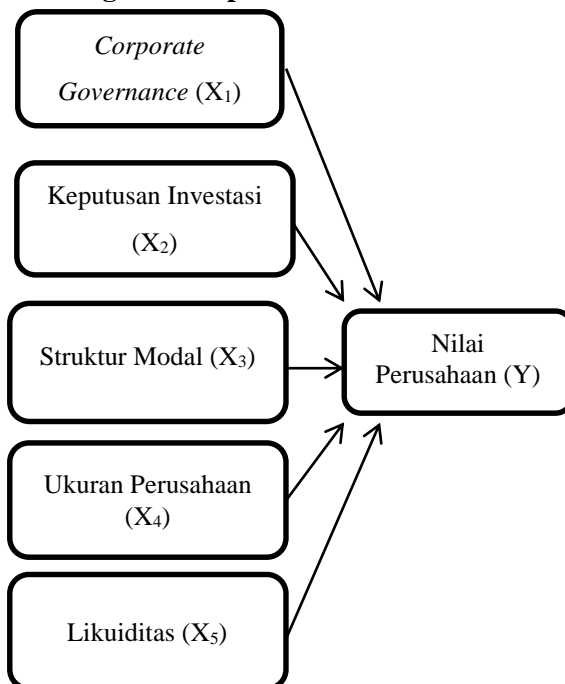 Corporate
Governance (X₁)
Keputusan Investasi
(X₂)
Struktur Modal (X₃)
Nilai
Perusahaan (Y)
Ukuran Perusahaan
(X₄)
Likuiditas (X₅)